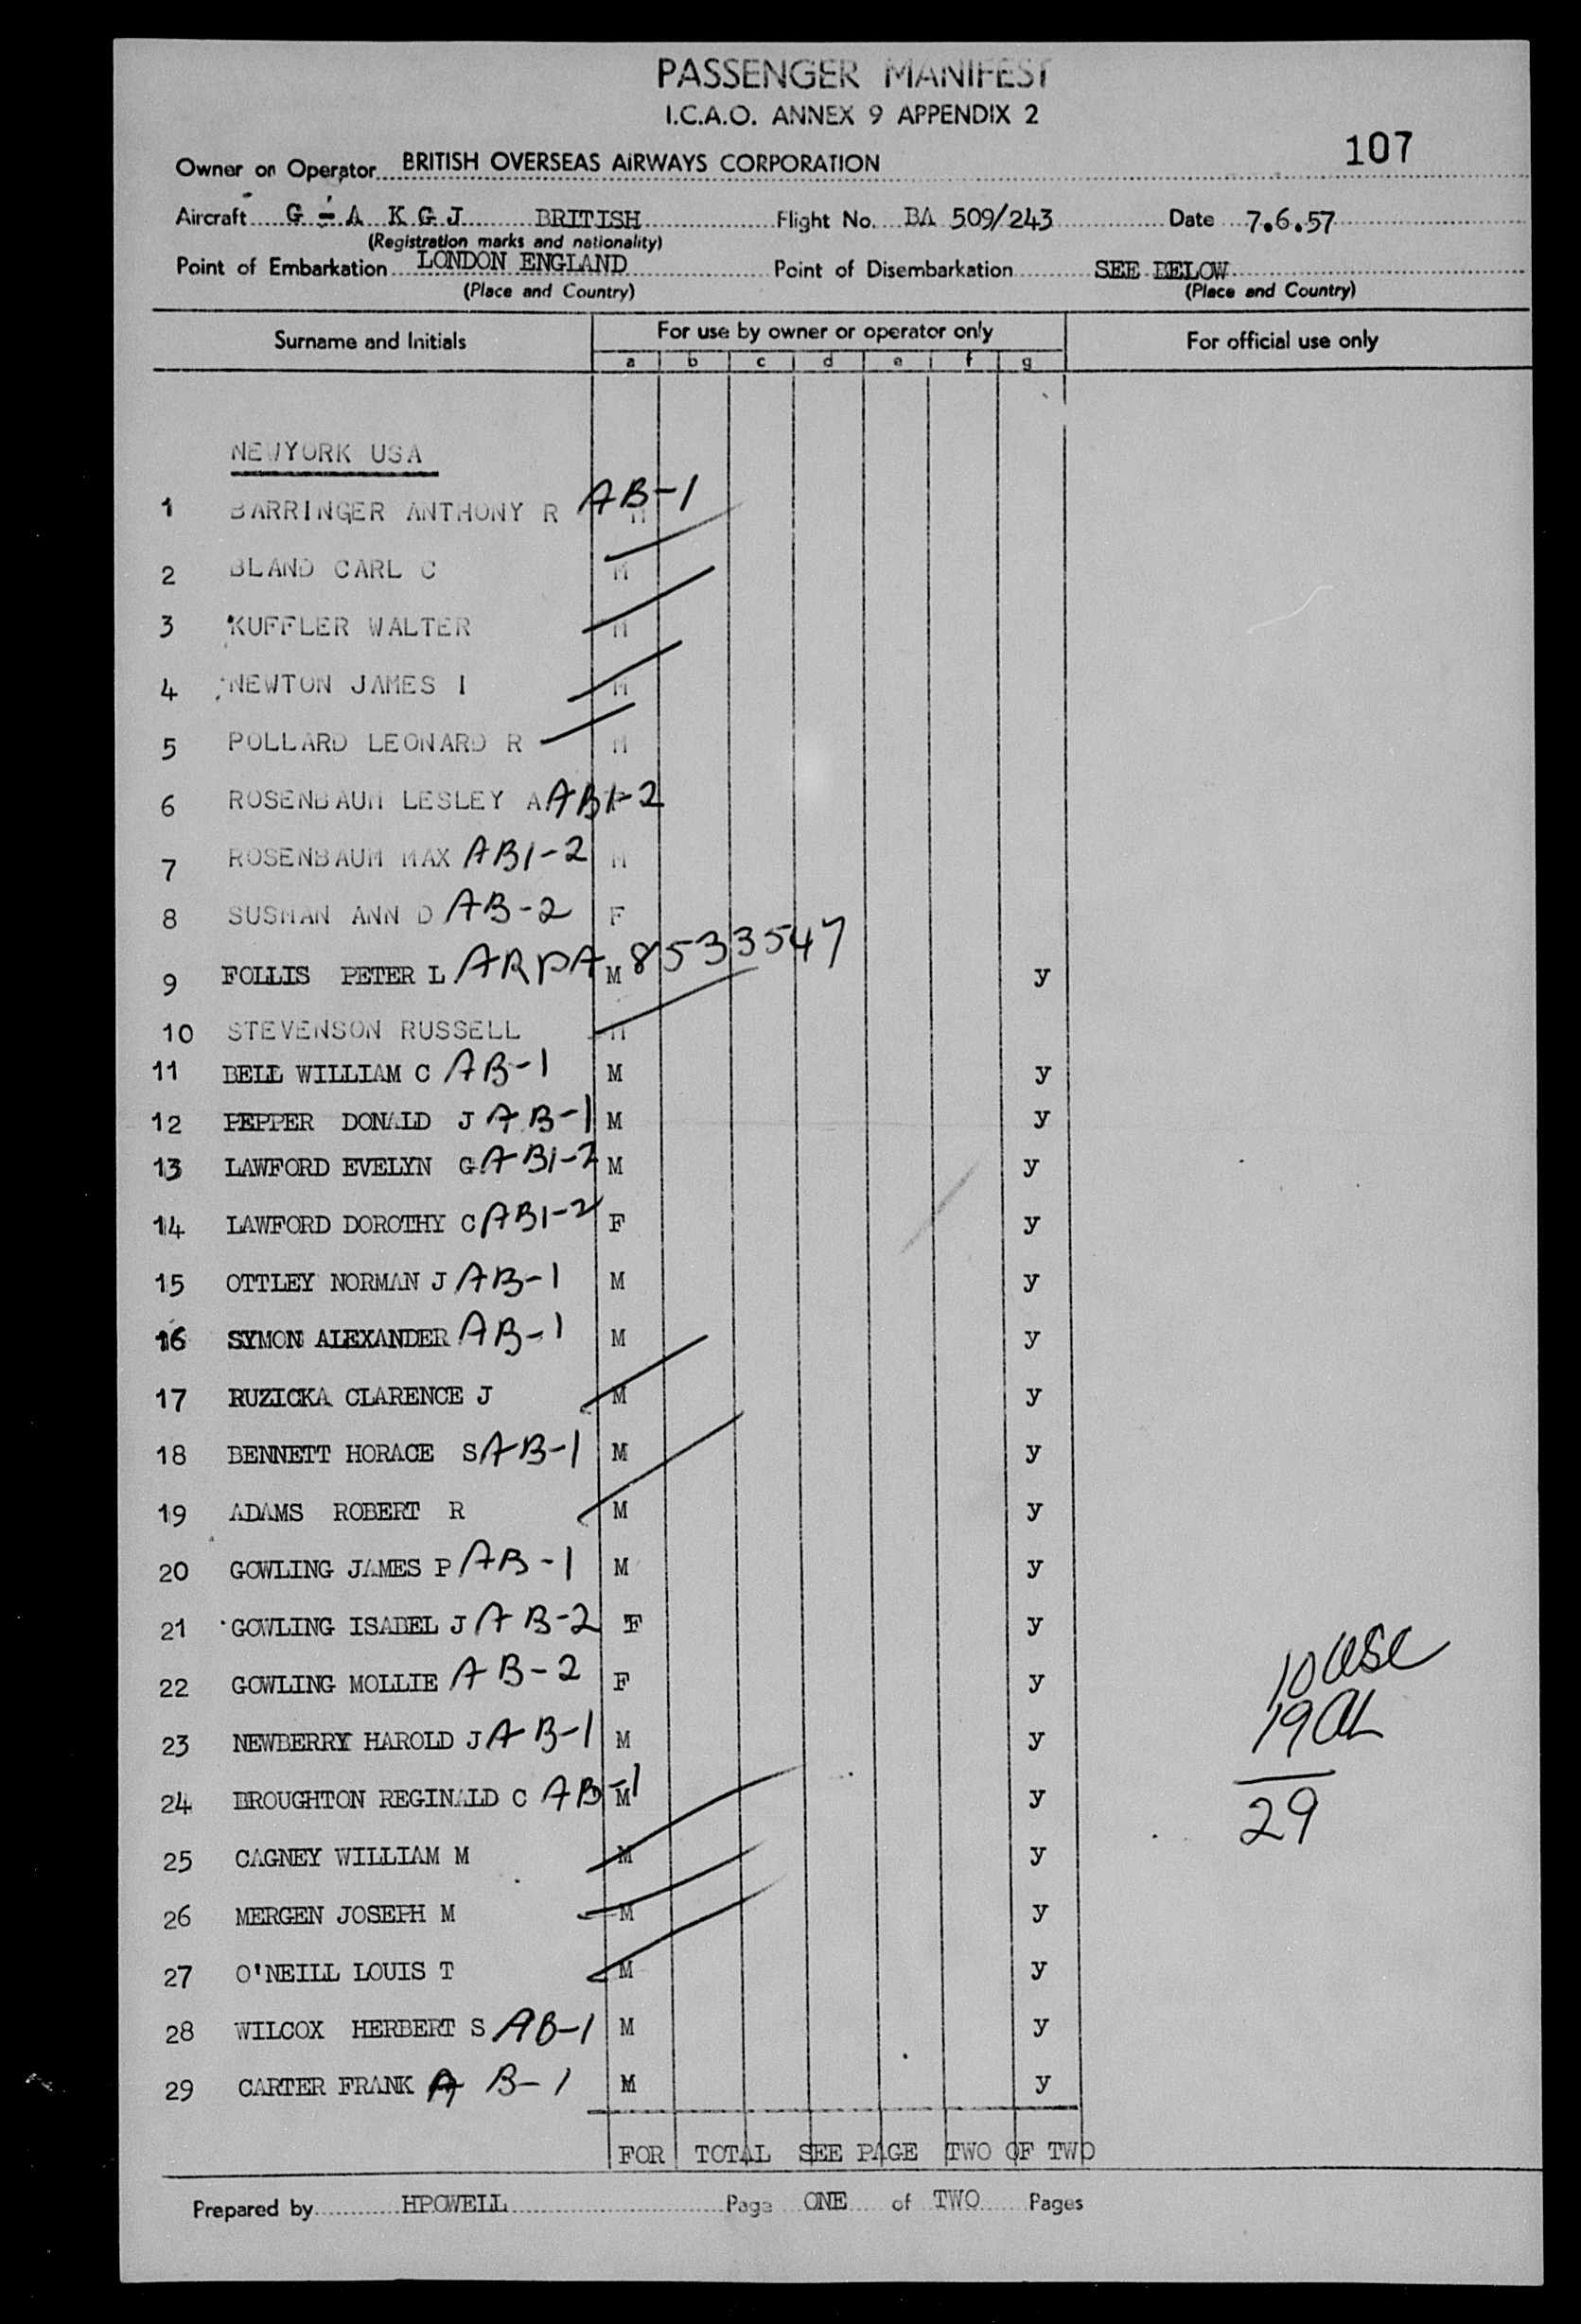 PASSENGER MANIFEST
I.C.A.O. ANNEX 9 APPENDIX 2
107
Owner or Operator BRITISH OVERSEAS AIRWAYS CORPORATION
Aircraft G - A K G J BRITISH Flight No. BA 509/243 Date 7.6.57
(Registration marks and nationality)
Point of Embarkation LONDON ENGLAND Point of Disembarkation SEE BELOW
(Place and Country) (Place and Country)
Surname and Initials For use by owner or operator only For official use only
a b c d e f g
NEWYORK USA
1 BARRINGER ANTHONY R AB-1 M
2 BLAND CARL C M
3 KUFFLER WALTER M
4 NEWTON JAMES I M
5 POLLARD LEONARD R M
6 ROSENBAUM LESLEY A AB1-2
7 ROSENBAUM MAX AB1-2 M
8 SUSMAN ANN D AB-2 F
9 FOLLIS PETER L ARPA M 8533547 y
10 STEVENSON RUSSELL M
11 BELL WILLIAM C AB-1 M y
12 PEPPER DONALD J AB-1 M y
13 LAWFORD EVELYN G AB1-2 M y
14 LAWFORD DOROTHY C AB1-2 F y
15 OTTLEY NORMAN J AB-1 M y
16 SYMON ALEXANDER AB-1 M y
17 RUZICKA CLARENCE J M y
18 BENNETT HORACE S AB-1 M y
19 ADAMS ROBERT R M y
20 GOWLING JAMES P AB-1 M y
21 GOWLING ISABEL J AB-2 F y
22 GOWLING MOLLIE AB-2 F y
23 NEWBERRY HAROLD J AB-1 M y
24 BROUGHTON REGINALD C AB-1 M y
25 CAGNEY WILLIAM M M y
26 MERGEN JOSEPH M M y
27 O'NEILL LOUIS T M y
28 WILCOX HERBERT S AB-1 M y
29 CARTER FRANK A B-1 M y
10 USC
19 AL
29
FOR TOTAL SEE PAGE TWO OF TWO
Prepared by HPOWELL Page ONE of TWO Pages